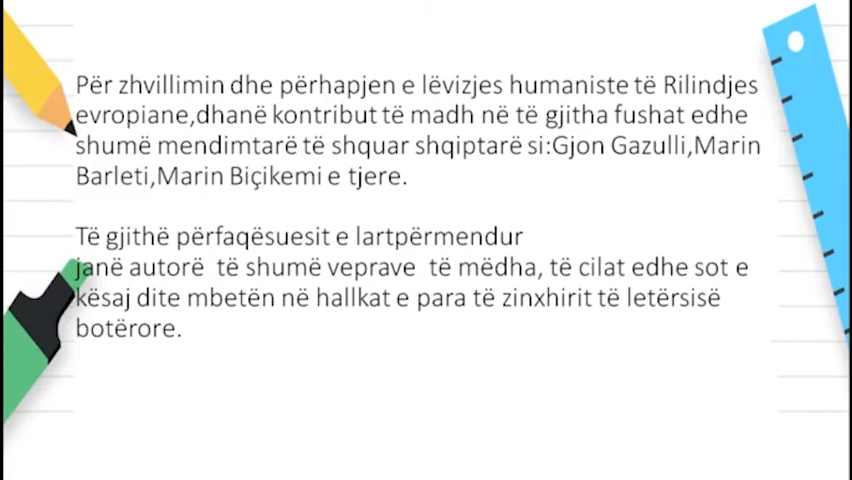 Për zhvillimin dhe përhapjen e lëvizjes humaniste të Rilindjes
evropiane,dhanë kontribut të madh në të gjitha fushat edhe
shumë mendimtarë të shquar shqiptarë si:Gjon Gazulli,Marin
Barleti,Marin Biçikemi e tjere.
Të gjithë përfaqësuesit e lartpërmendur
janë autorë  të shumë veprave  të mëdha, të cilat edhe sot e
kësaj dite mbetën në hallkat e para të zinxhirit të letërsisë
botërore.